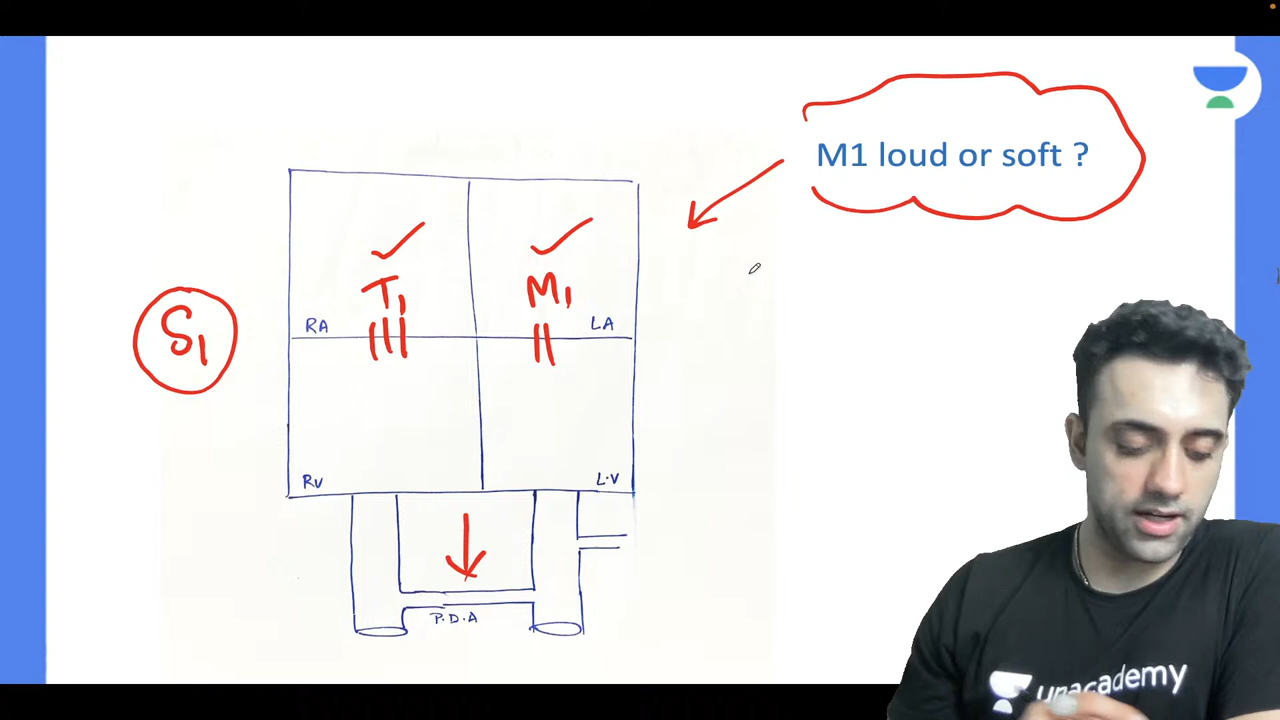 M1 loud or soft ?
T1
M1
RA
LA
S1
RV
L.V
P.D.A
unacademy